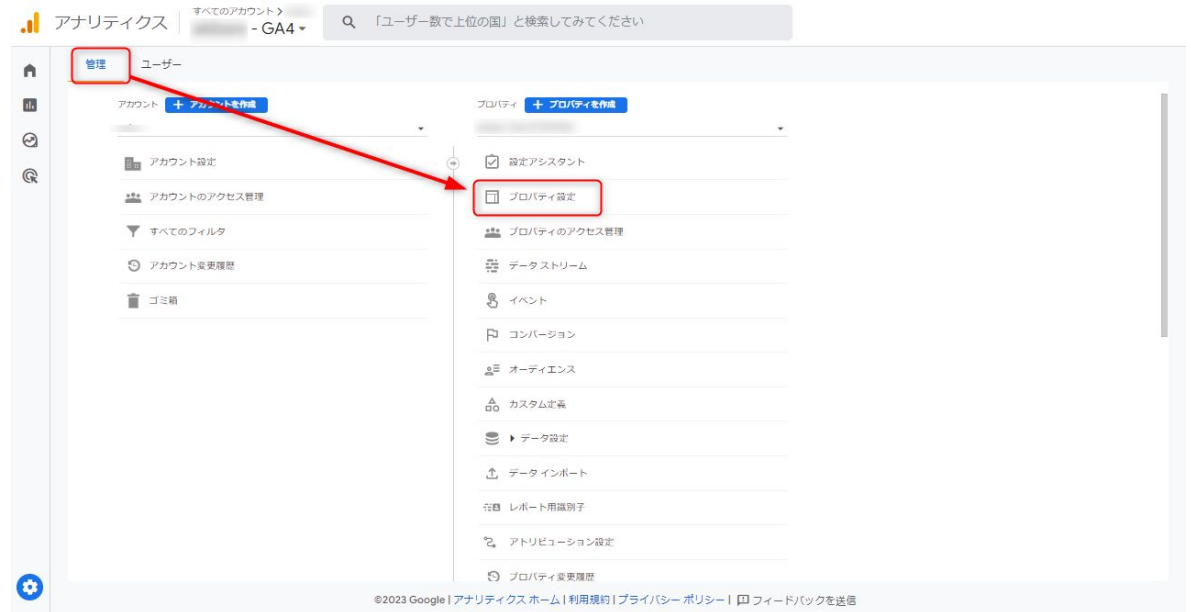 アナリティクス
すべてのアカウント >
- GA4
「ユーザー数で上位の国」と検索してみてください
管理
ユーザー
アカウント
+ アカウントを作成
アカウント設定
アカウントのアクセス管理
すべてのフィルタ
アカウント変更履歴
ゴミ箱
プロパティ
+ プロパティを作成
設定アシスタント
プロパティ設定
プロパティのアクセス管理
データ ストリーム
イベント
コンバージョン
オーディエンス
カスタム定義
データ設定
データ インポート
レポート用識別子
アトリビューション設定
プロパティ変更履歴
©2023 Google | アナリティクス ホーム | 利用規約 | プライバシー ポリシー | フィードバックを送信